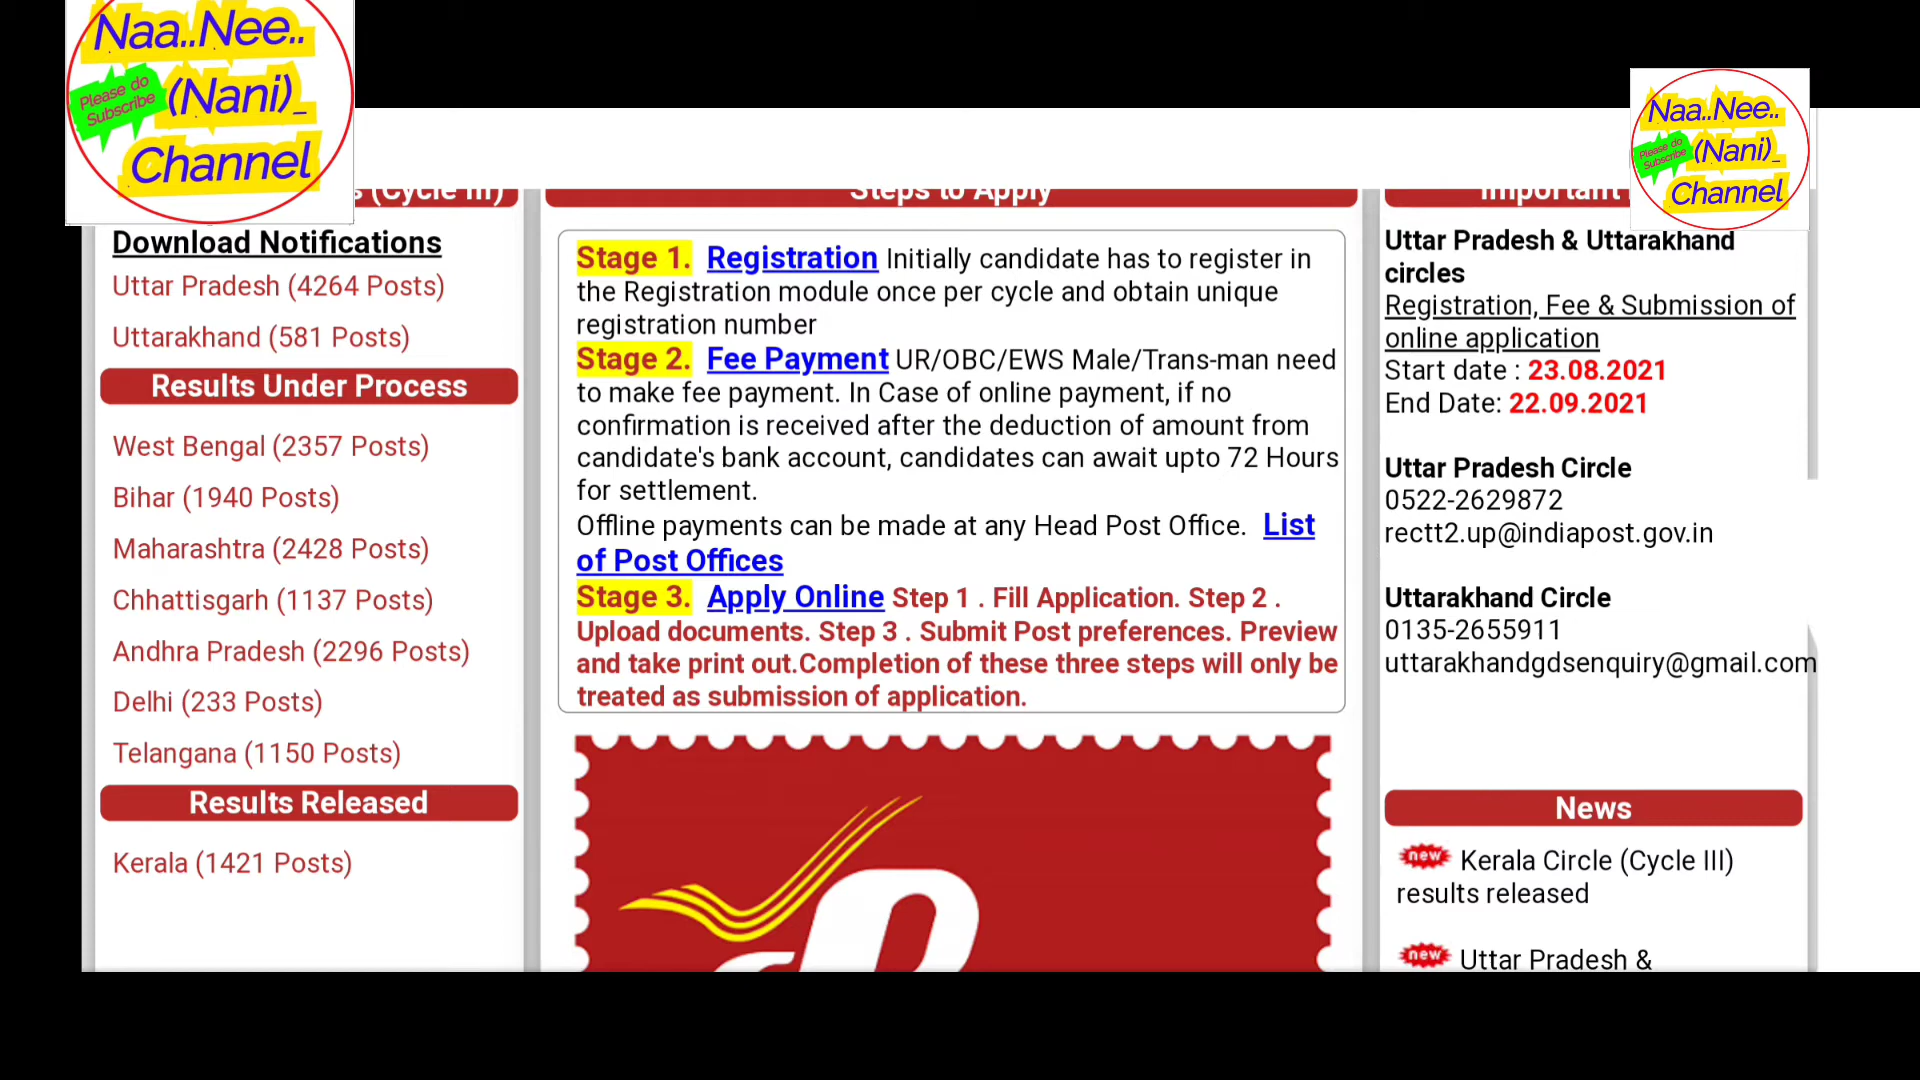 Naa..Nee..
Please do
Subscribe
(Nani)_
Channel
Naa..Nee..
Please do
Subscribe
(Nani)_
Channel
(Cycle III)
Download Notifications
Uttar Pradesh (4264 Posts)
Uttarakhand (581 Posts)
Results Under Process
West Bengal (2357 Posts)
Bihar (1940 Posts)
Maharashtra (2428 Posts)
Chhattisgarh (1137 Posts)
Andhra Pradesh (2296 Posts)
Delhi (233 Posts)
Telangana (1150 Posts)
Results Released
Kerala (1421 Posts)
Steps to Apply
Stage 1. Registration Initially candidate has to register in
the Registration module once per cycle and obtain unique
registration number
Stage 2. Fee Payment UR/OBC/EWS Male/Trans-man need
to make fee payment. In Case of online payment, if no
confirmation is received after the deduction of amount from
candidate's bank account, candidates can await upto 72 Hours
for settlement.
Offline payments can be made at any Head Post Office. List
of Post Offices
Stage 3. Apply Online Step 1 . Fill Application. Step 2 .
Upload documents. Step 3 . Submit Post preferences. Preview
and take print out.Completion of these three steps will only be
treated as submission of application.
Important
Uttar Pradesh & Uttarakhand
circles
Registration, Fee & Submission of
online application
Start date : 23.08.2021
End Date: 22.09.2021
Uttar Pradesh Circle
0522-2629872
rectt2.up@indiapost.gov.in
Uttarakhand Circle
0135-2655911
uttarakhandgdsenquiry@gmail.com
News
new Kerala Circle (Cycle III)
results released
new Uttar Pradesh &